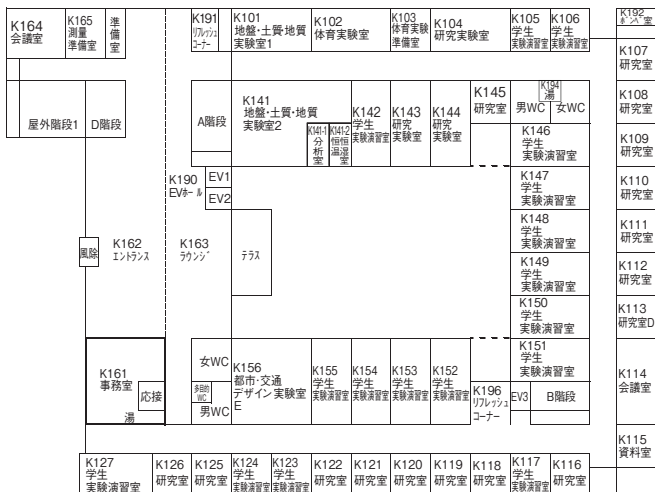 K164
会議室
K165
測量
準備室
準
備
室
K191
ﾘﾌﾚｯｼｭ
ｺｰﾅｰ
K101
地盤・土質・地質
実験室1
K102
体育実験室
K103
体育実験
準備室
K104
研究実験室
K105
学生
実験演習室
K106
学生
実験演習室
K192
ﾎﾞﾝﾍﾞ室
K107
研究室
K108
研究室
K109
研究室
K110
研究室
K111
研究室
K112
研究室
K113
研究室D
K114
会議室
K115
資料室
屋外階段1
D階段
A階段
K141
地盤・土質・地質
実験室2
K141-1
分
析
室
K141-2
恒恒
温湿
室
K142
学生
実験演習室
K143
研究
実験室
K144
研究
実験室
K145
研究室
K194
湯
男WC
女WC
K146
学生
実験演習室
K147
学生
実験演習室
K148
学生
実験演習室
K149
学生
実験演習室
K150
学生
実験演習室
K151
学生
実験演習室
K190
EVﾎｰﾙ
EV1
EV2
風除
K162
ｴﾝﾄﾗﾝｽ
K163
ﾗｳﾝｼﾞ
ﾃﾗｽ
K161
事務室
応接
湯
女WC
多目的
WC
男WC
K156
都市・交通
デザイン実験室
E
K155
学生
実験演習室
K154
学生
実験演習室
K153
学生
実験演習室
K152
学生
実験演習室
K196
ﾘﾌﾚｯｼｭ
ｺｰﾅｰ
EV3
B階段
K127
学生
実験演習室
K126
研究室
K125
研究室
K124
学生
実験演習室
K123
学生
実験演習室
K122
研究室
K121
研究室
K120
研究室
K119
研究室
K118
研究室
K117
学生
実験演習室
K116
研究室